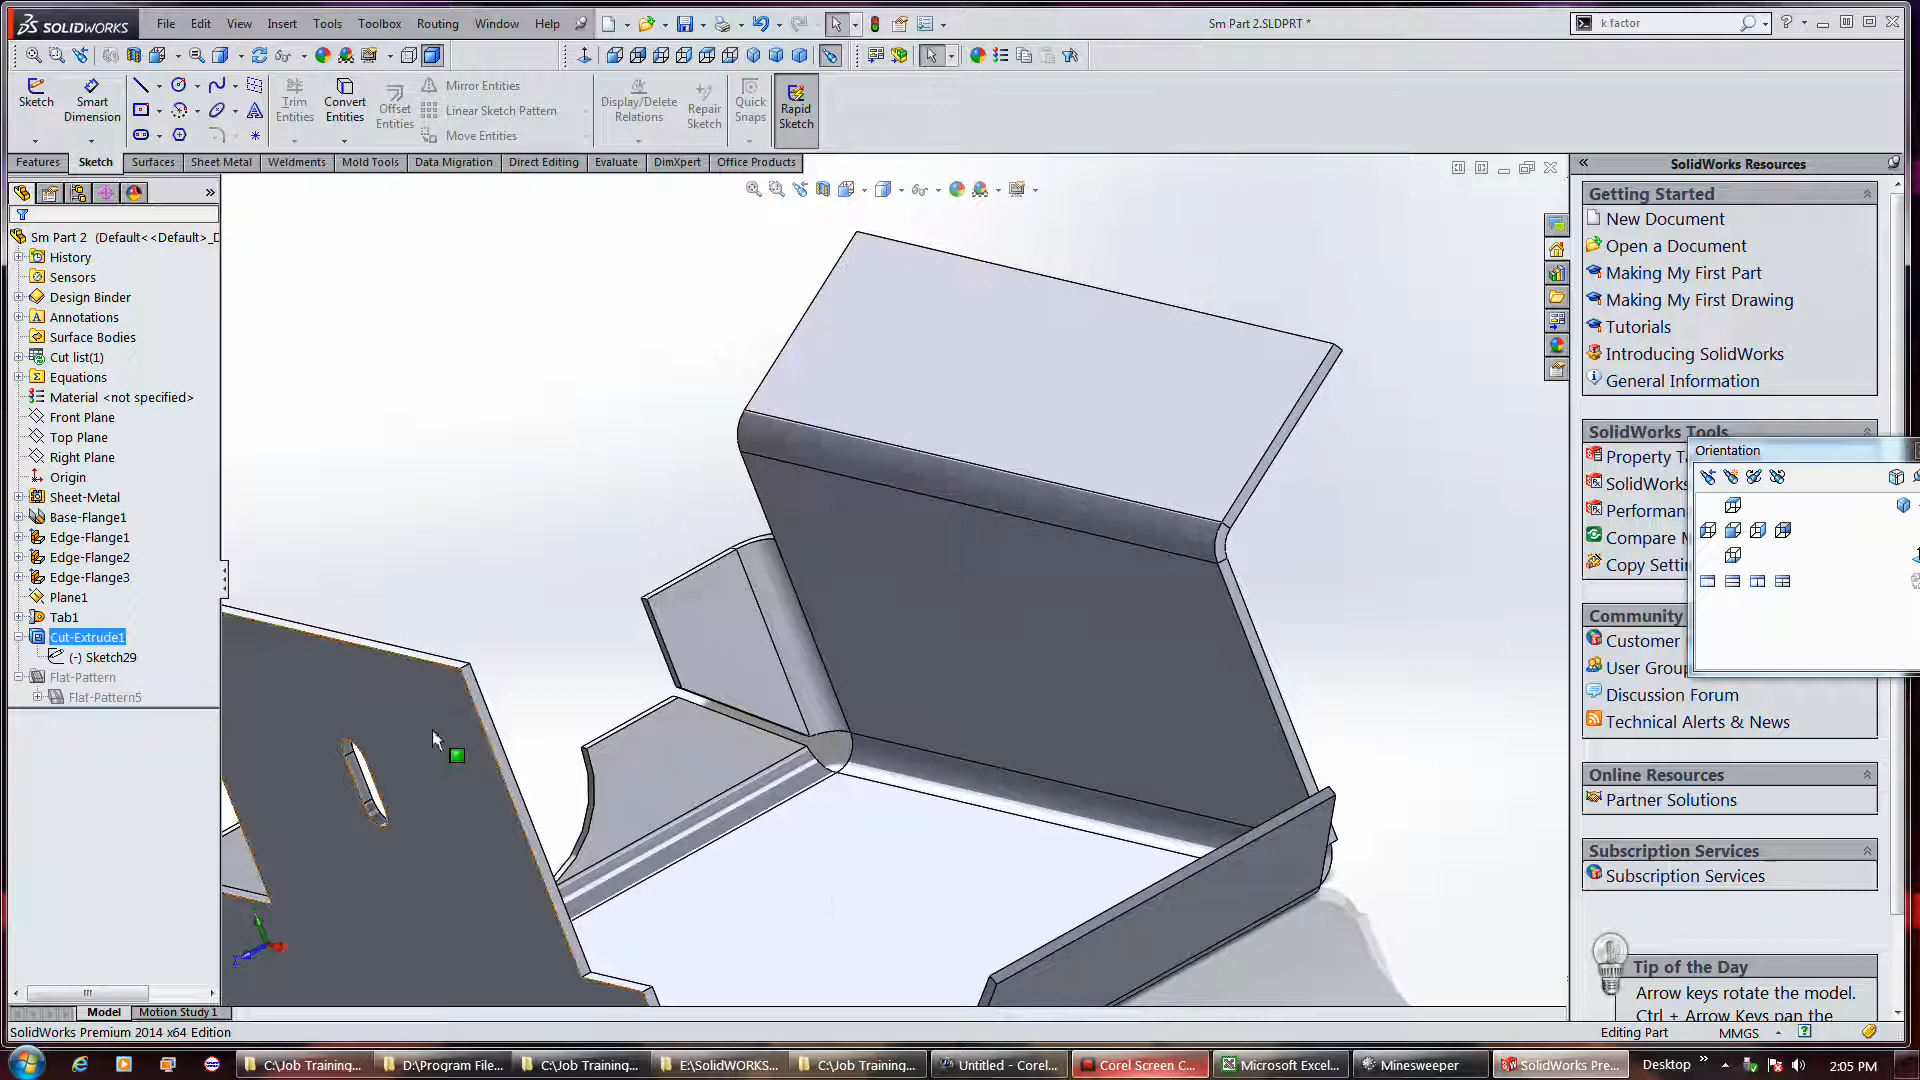 SOLIDWORKS File Edit View Insert Tools Toolbox Routing Window Help Sm Part 2.SLDPRT * k factor
Sketch Smart Dimension Trim Entities Convert Entities Offset Entities Mirror Entities Linear Sketch Pattern Move Entities Display/Delete Relations Repair Sketch Quick Snaps Rapid Sketch
Features Sketch Surfaces Sheet Metal Weldments Mold Tools Data Migration Direct Editing Evaluate DimXpert Office Products
Sm Part 2 (Default<<Default>_D
History
Sensors
Design Binder
Annotations
Surface Bodies
Cut list(1)
Equations
Material <not specified>
Front Plane
Top Plane
Right Plane
Origin
Sheet-Metal
Base-Flange1
Edge-Flange1
Edge-Flange2
Edge-Flange3
Plane1
Tab1
Cut-Extrude1
(-) Sketch29
Flat-Pattern
Flat-Pattern5
SolidWorks Resources
Getting Started
New Document
Open a Document
Making My First Part
Making My First Drawing
Tutorials
Introducing SolidWorks
General Information
SolidWorks Tools
Property T
SolidWorks
Performan
Compare M
Copy Setti
Orientation
Community
Customer
User Group
Discussion Forum
Technical Alerts & News
Online Resources
Partner Solutions
Subscription Services
Subscription Services
Tip of the Day
Arrow keys rotate the model.
Ctrl + Arrow Keys pan the
Model Motion Study 1
SolidWorks Premium 2014 x64 Edition Editing Part MMGS
C:\Job Training... D:\Program File... C:\Job Training... E:\SolidWORKS... C:\Job Training... Untitled - Corel... Corel Screen C... Microsoft Excel... Minesweeper SolidWorks Pre... Desktop 2:05 PM